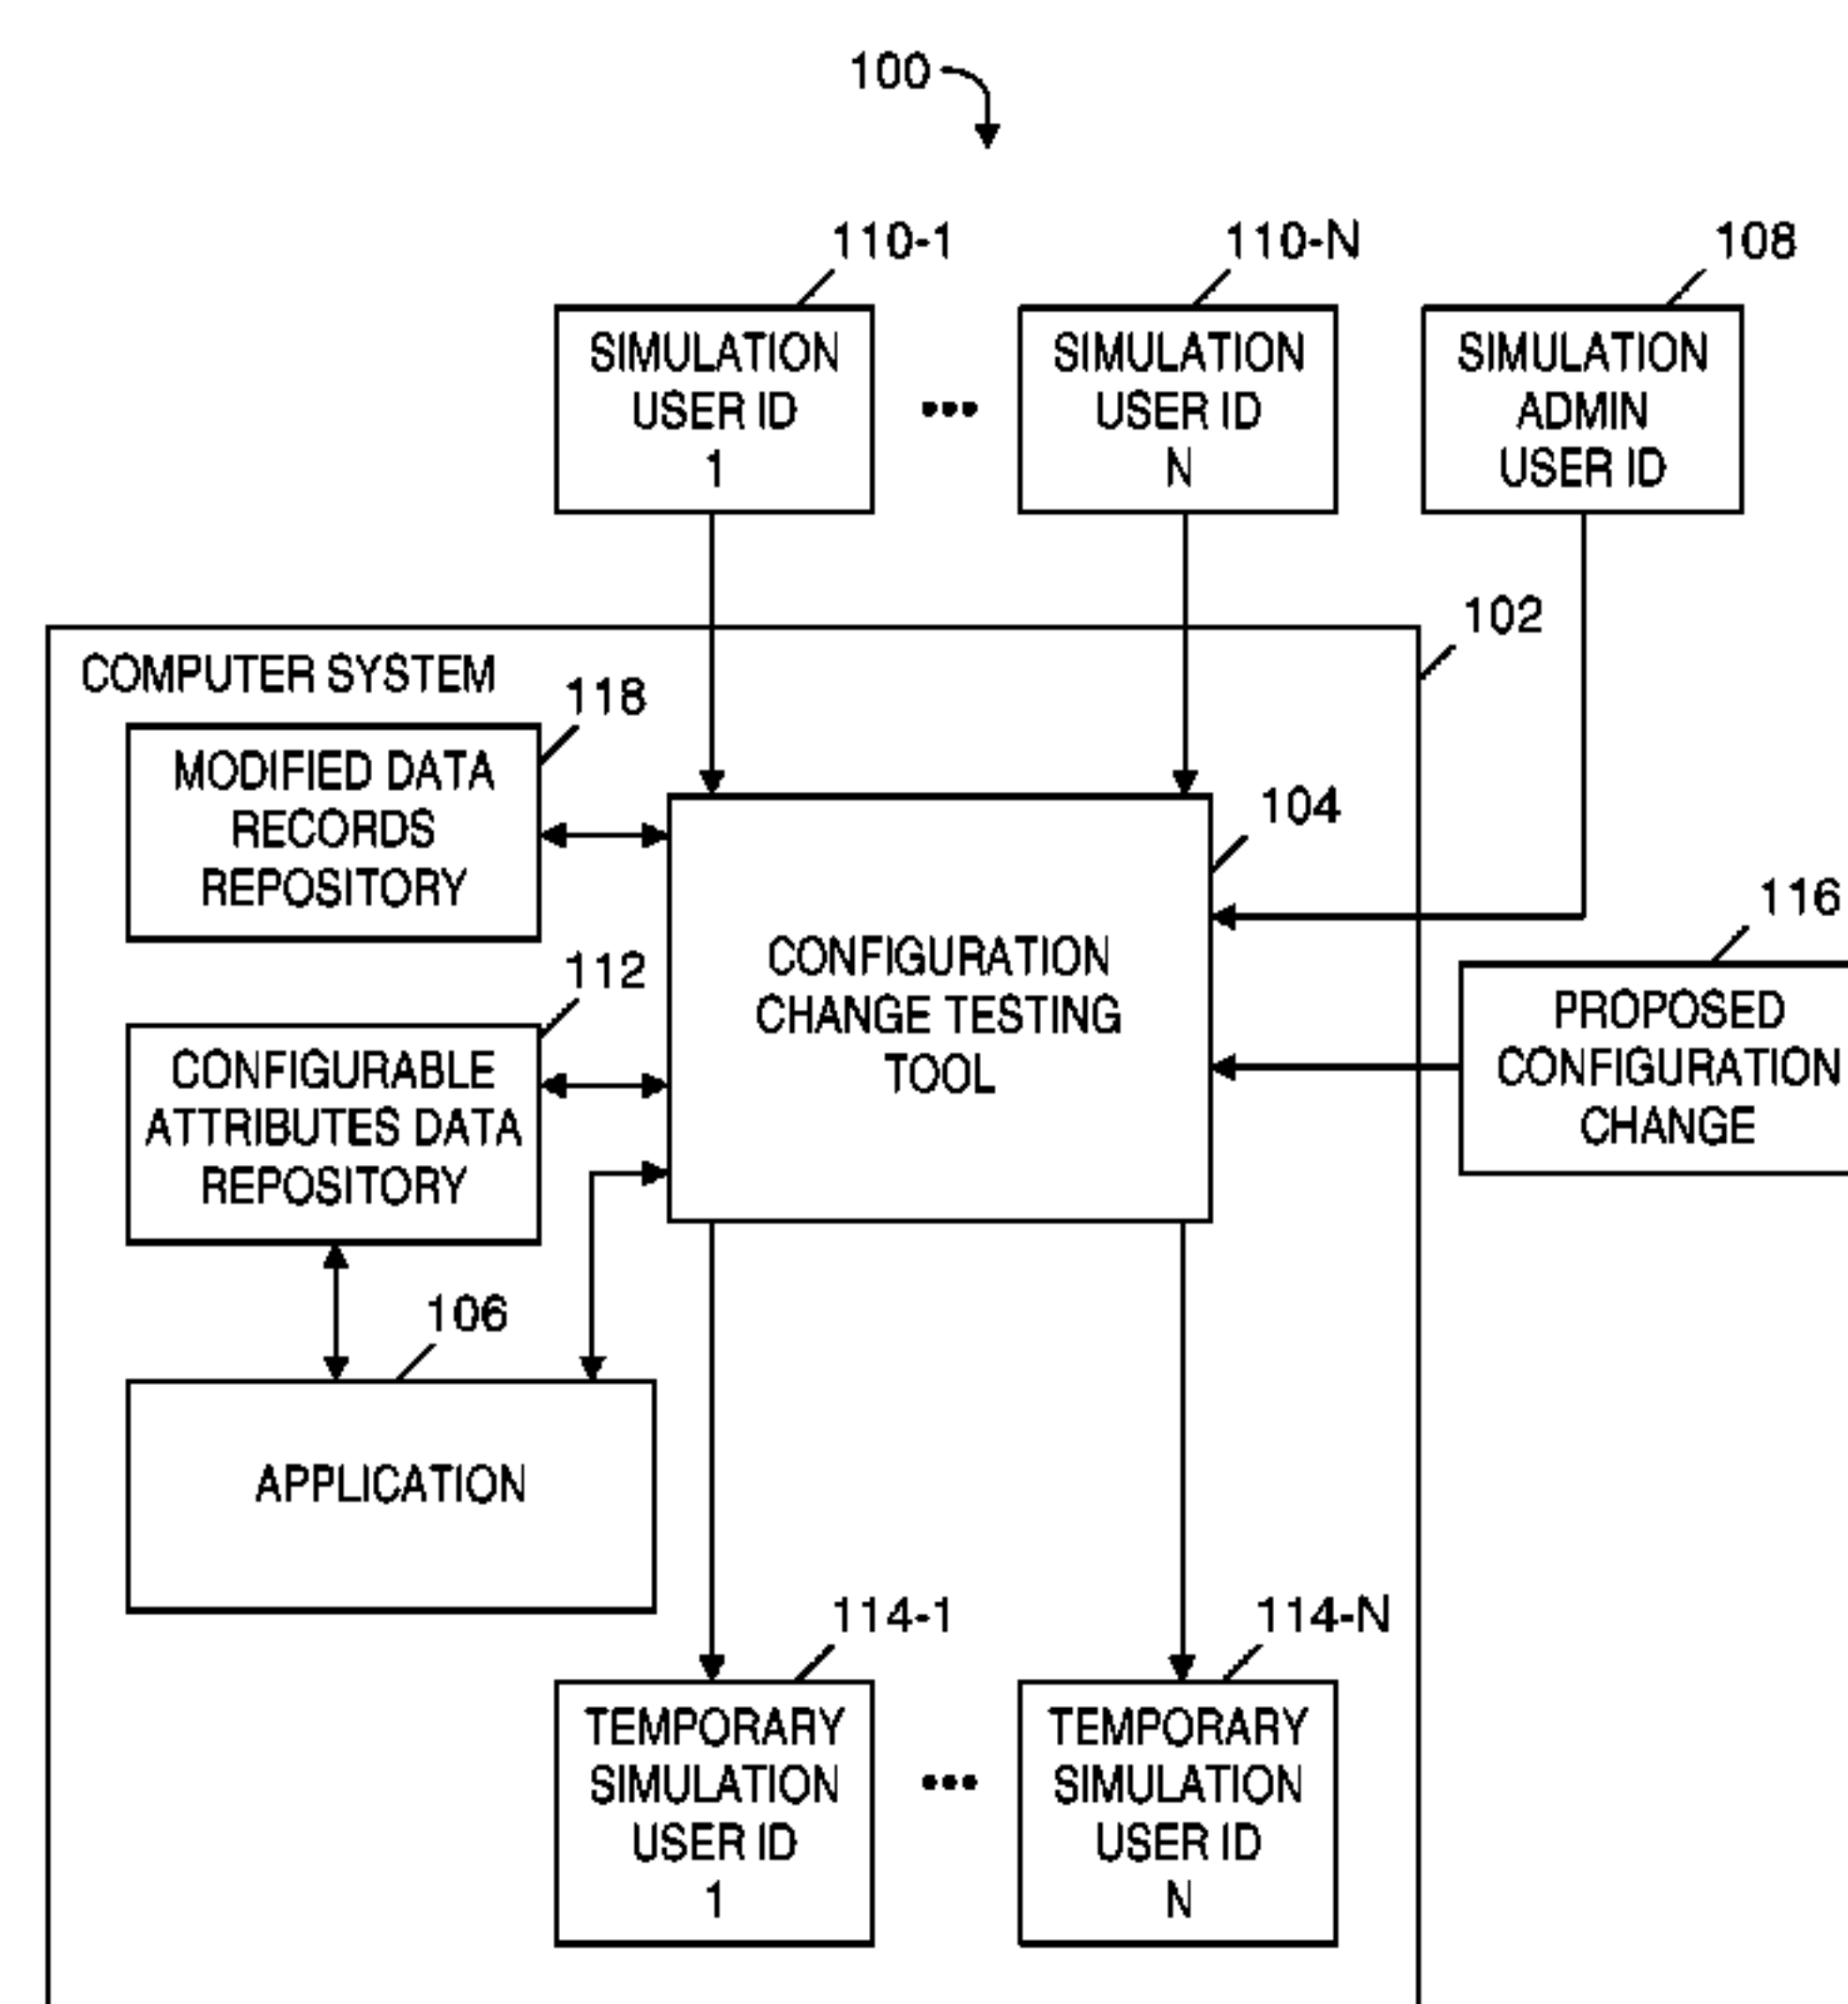 100
110-1
110-N
108
SIMULATION
USER ID
1
•••
SIMULATION
USER ID
N
SIMULATION
ADMIN
USER ID
102
COMPUTER SYSTEM
118
MODIFIED DATA
RECORDS
REPOSITORY
104
CONFIGURATION
CHANGE TESTING
TOOL
116
PROPOSED
CONFIGURATION
CHANGE
112
CONFIGURABLE
ATTRIBUTES DATA
REPOSITORY
106
APPLICATION
114-1
114-N
TEMPORARY
SIMULATION
USER ID
1
•••
TEMPORARY
SIMULATION
USER ID
N